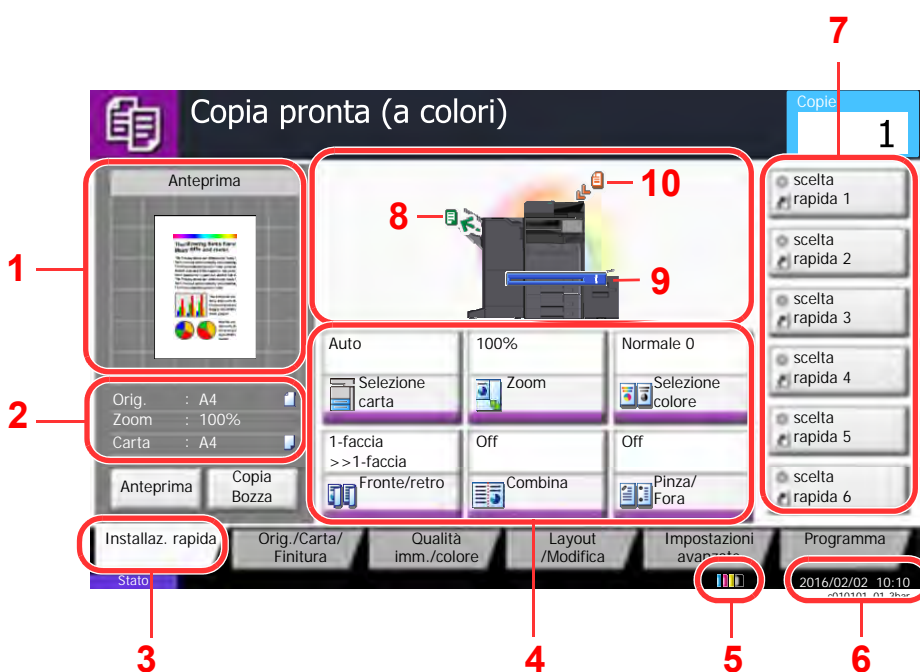 7
Copia pronta (a colori)
Copie
1
Anteprima
1
8
10
9
scelta
rapida 1
scelta
rapida 2
scelta
rapida 3
scelta
rapida 4
scelta
rapida 5
scelta
rapida 6
2
Orig. : A4
Zoom : 100%
Carta : A4
Anteprima
Copia
Bozza
Auto
Selezione
carta
100%
Zoom
Normale 0
Selezione
colore
1-faccia
>>1-faccia
Fronte/retro
Off
Combina
Off
Pinza/
Fora
Installaz. rapida
Orig./Carta/
Finitura
Qualità
imm./colore
Layout
/Modifica
Impostazioni
avanzate
Programma
Stato
2016/02/02 10:10
3
4
5
6